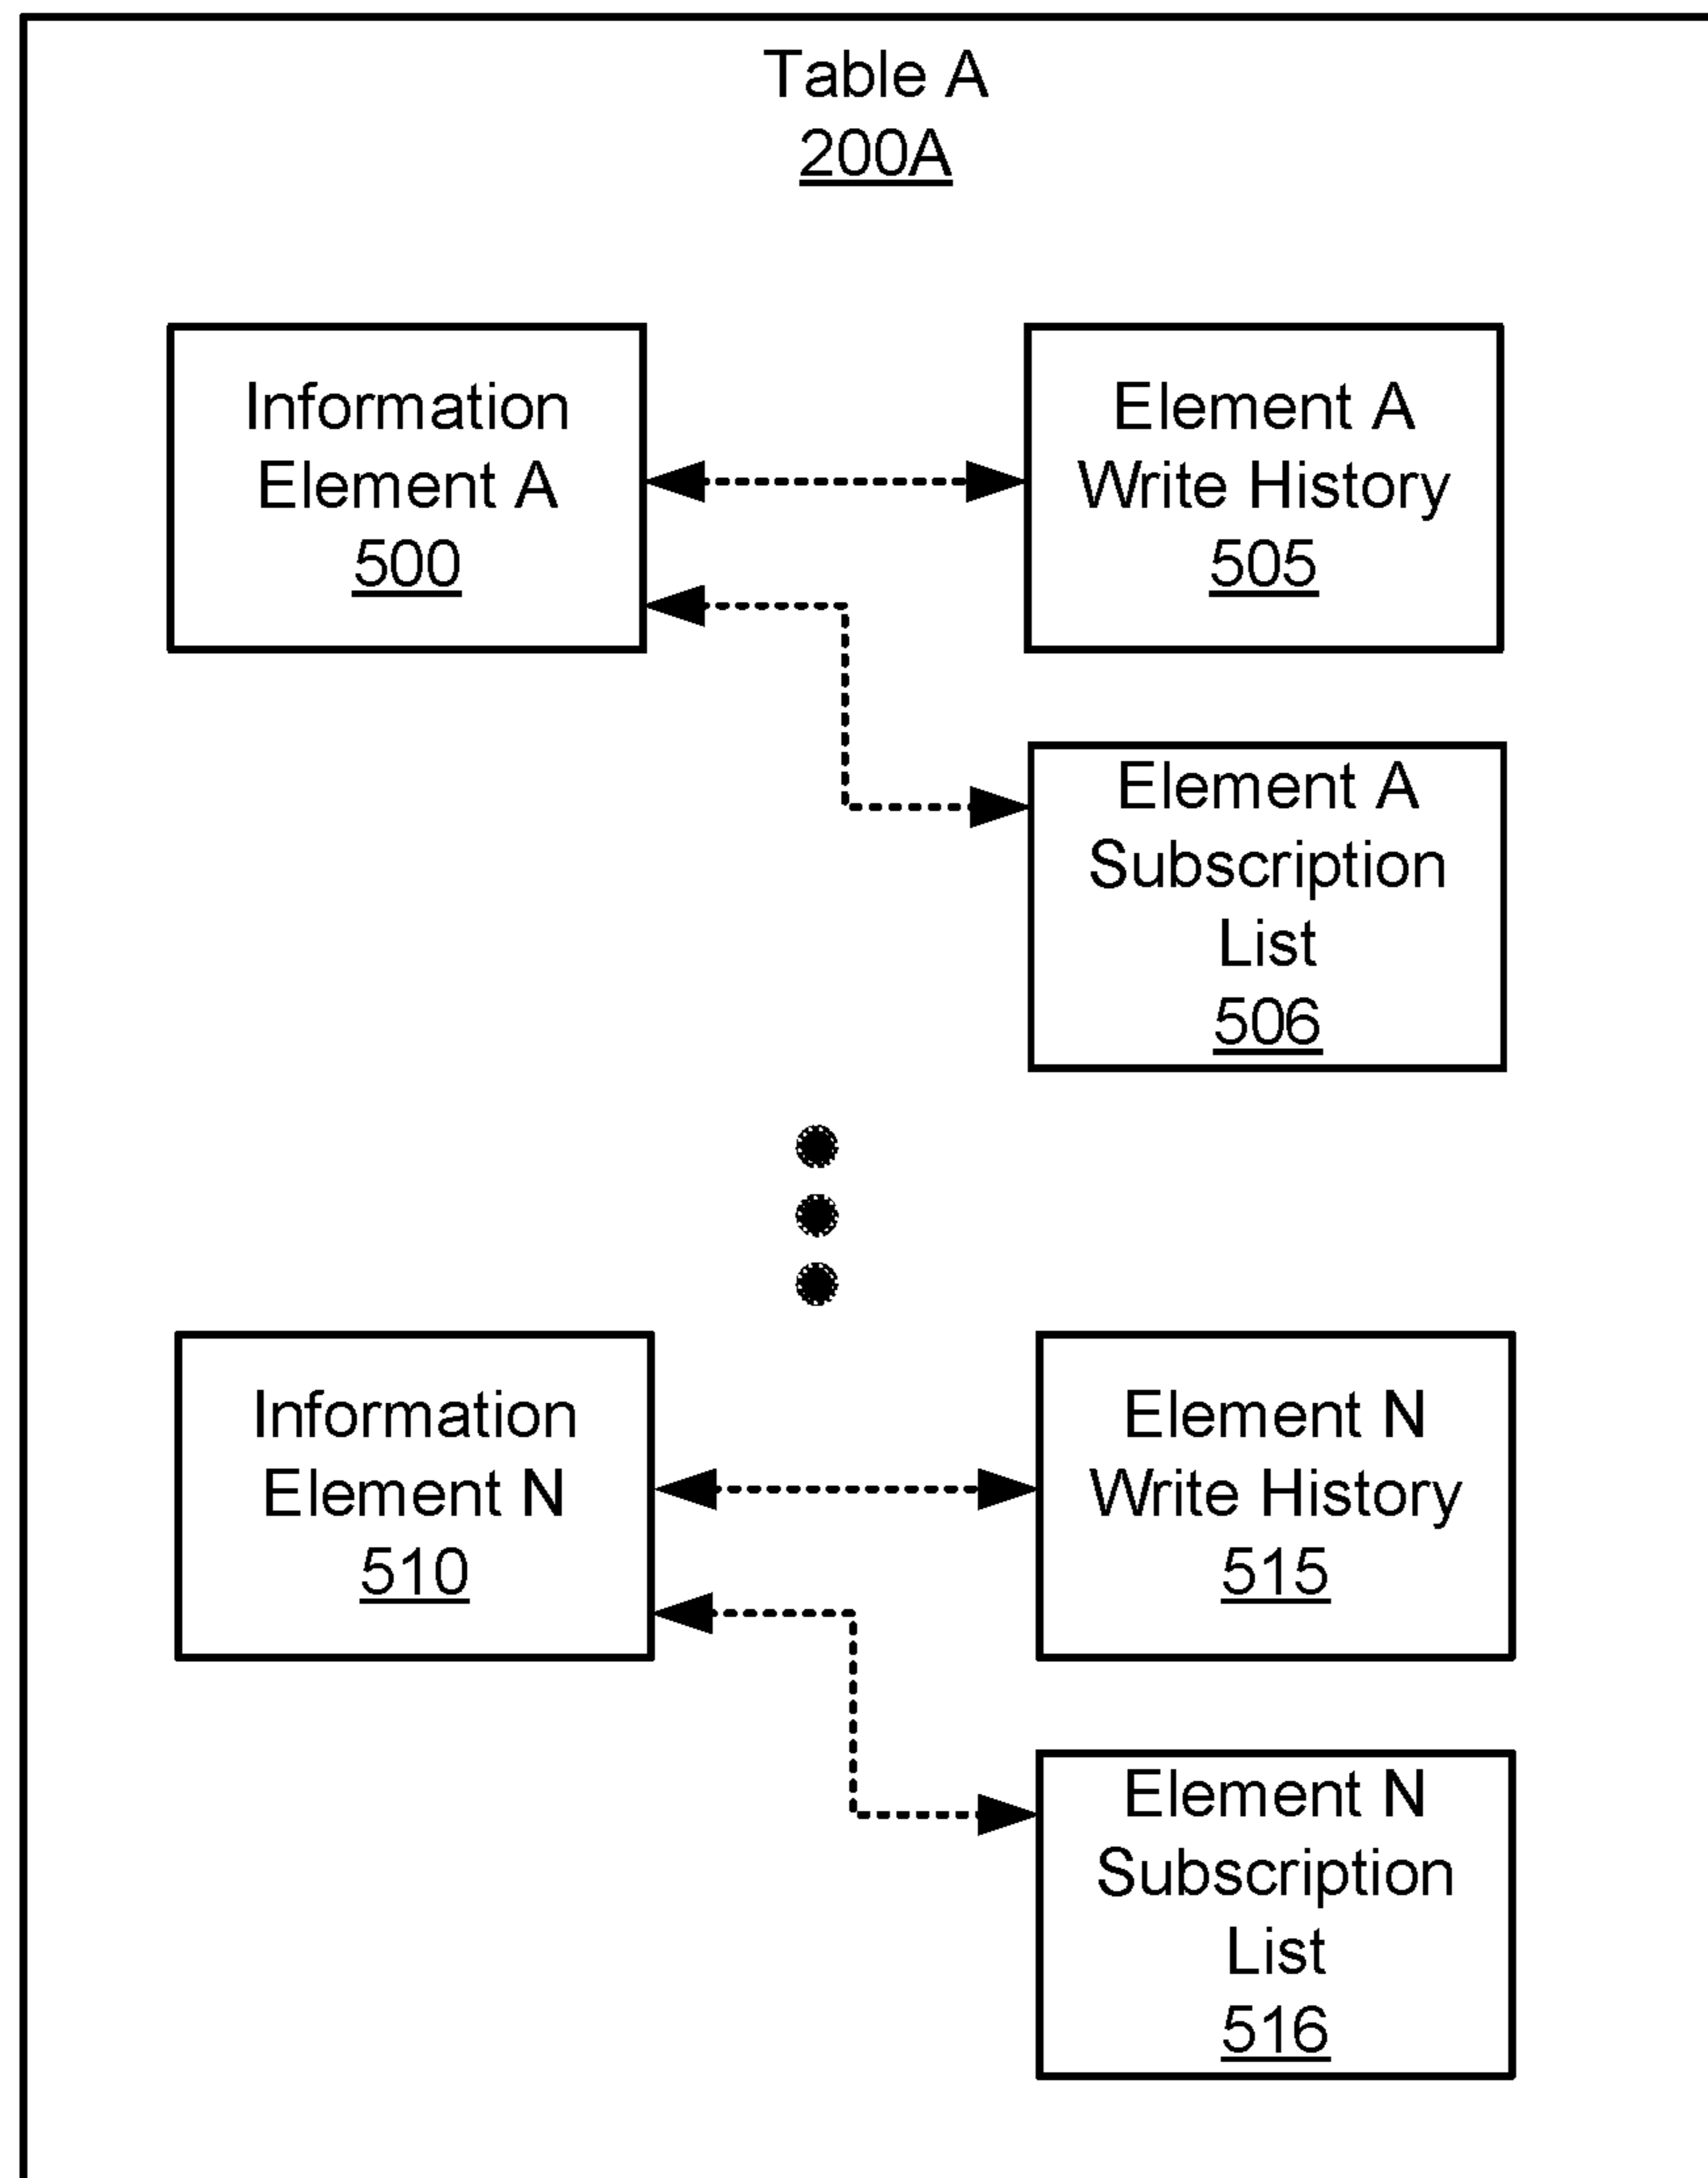 Table A
200A
Information
Element A
500
Element A
Write History
505
Element A
Subscription
List
506
Information
Element N
510
Element N
Write History
515
Element N
Subscription
List
516